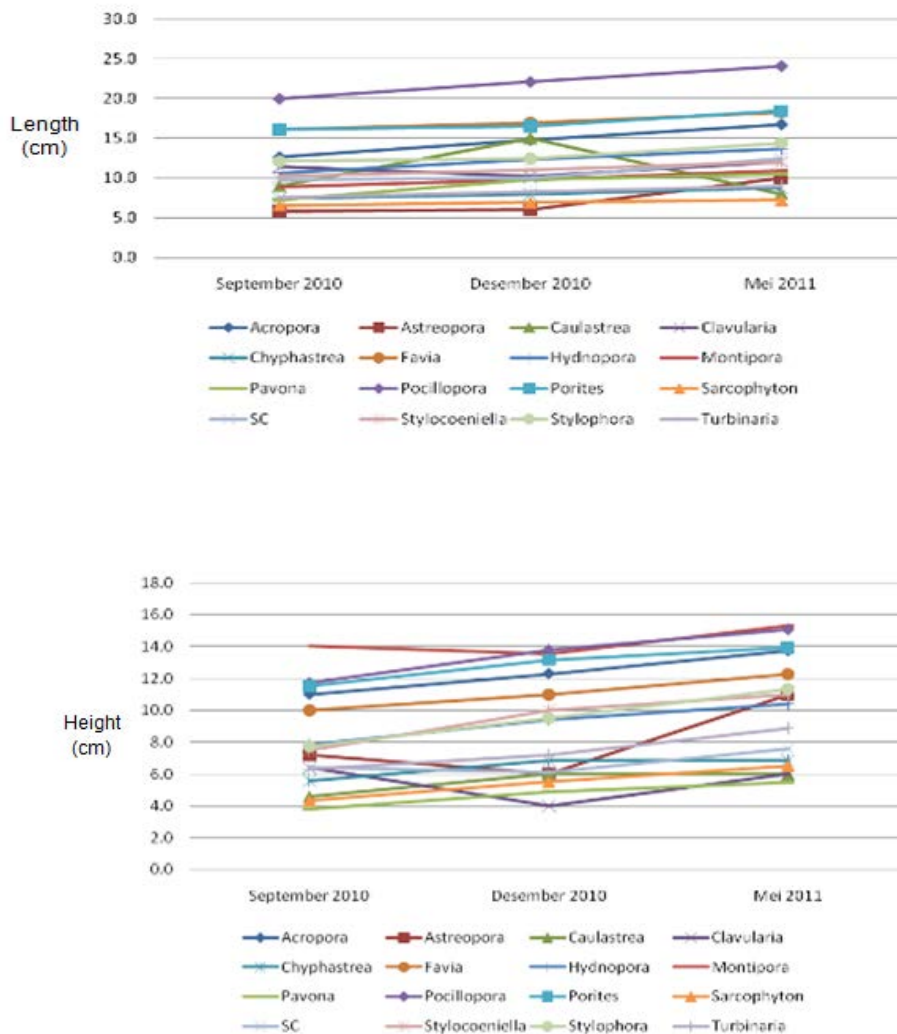 30.0
25.0
20.0
Length
(cm)
15.0
10.0
5.0
0.0
September 2010 Desember 2010 Mei 2011
Acropora Astreopora Caulastrea Clavularia
Chyphastrea Favia Hydnopora Montipora
Pavona Pocillopora Porites Sarcophyton
SC Stylocoeniella Stylophora Turbinaria
18.0
16.0
14.0
12.0
10.0
Height
(cm)
8.0
6.0
4.0
2.0
0.0
September 2010 Desember 2010 Mei 2011
Acropora Astreopora Caulastrea Clavularia
Chyphastrea Favia Hydnopora Montipora
Pavona Pocillopora Porites Sarcophyton
SC Stylocoeniella Stylophora Turbinaria